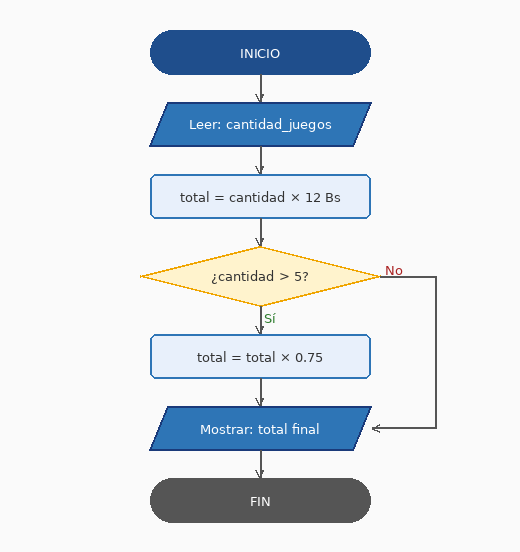 INICIO
Leer: cantidad_juegos
total = cantidad × 12 Bs
¿cantidad > 5?
No
Sí
total = total × 0.75
Mostrar: total final
FIN